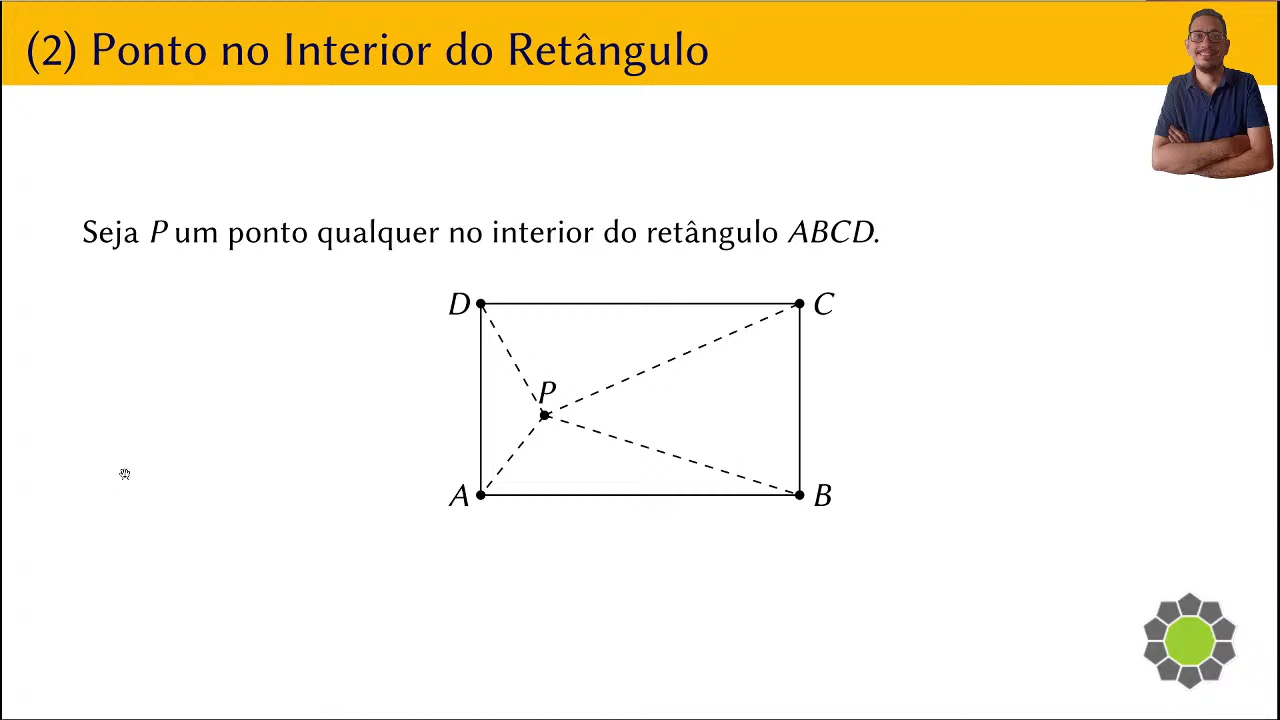 (2) Ponto no Interior do Retângulo
Seja P um ponto qualquer no interior do retângulo ABCD.
D
C
P
A
B